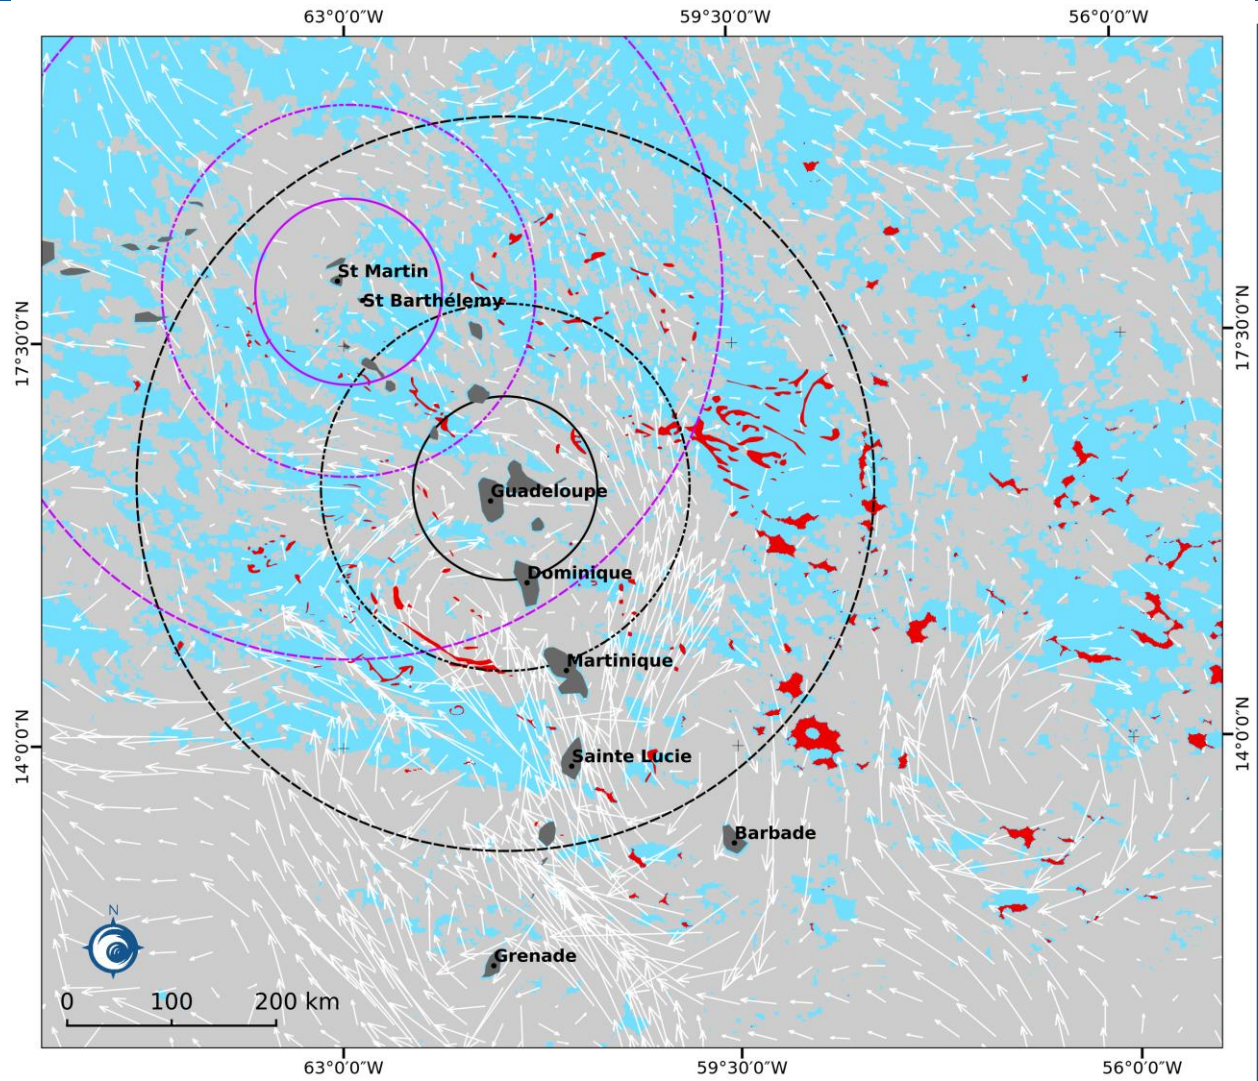 63°0′0″W 59°30′0″W 56°0′0″W
St Martin
St Barthélemy
17°30′0″N 17°30′0″N
Guadeloupe
Dominique
Martinique
14°0′0″N 14°0′0″N
Sainte Lucie
Barbade
N
Grenade
0 100 200 km
63°0′0″W 59°30′0″W 56°0′0″W